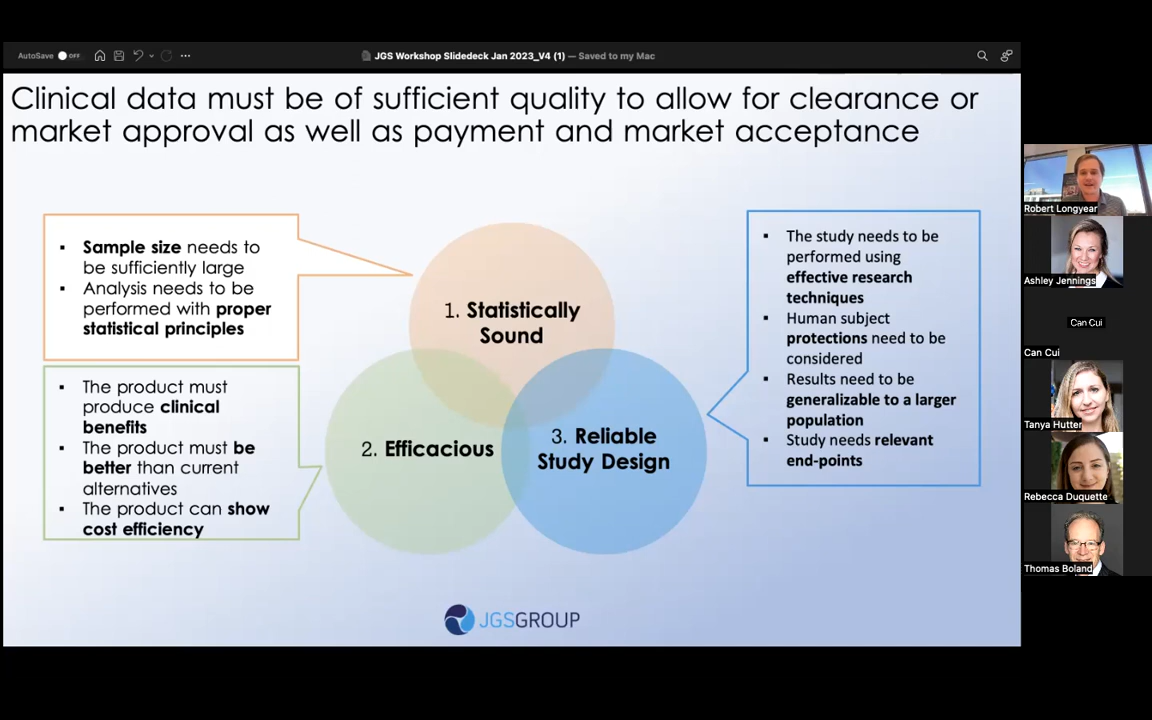 AutoSave OFF
JGS Workshop Slidedeck Jan 2023_V4 (1) — Saved to my Mac
Clinical data must be of sufficient quality to allow for clearance or
market approval as well as payment and market acceptance
▪ Sample size needs to
be sufficiently large
▪ Analysis needs to be
performed with proper
statistical principles
▪ The product must
produce clinical
benefits
▪ The product must be
better than current
alternatives
▪ The product can show
cost efficiency
1. Statistically
Sound
2. Efficacious
3. Reliable
Study Design
▪ The study needs to be
performed using
effective research
techniques
▪ Human subject
protections need to be
considered
▪ Results need to be
generalizable to a larger
population
▪ Study needs relevant
end-points
JGSGROUP
Robert Longyear
Ashley Jennings
Can Cui
Can Cui
Tanya Hutter
Rebecca Duquette
Thomas Boland